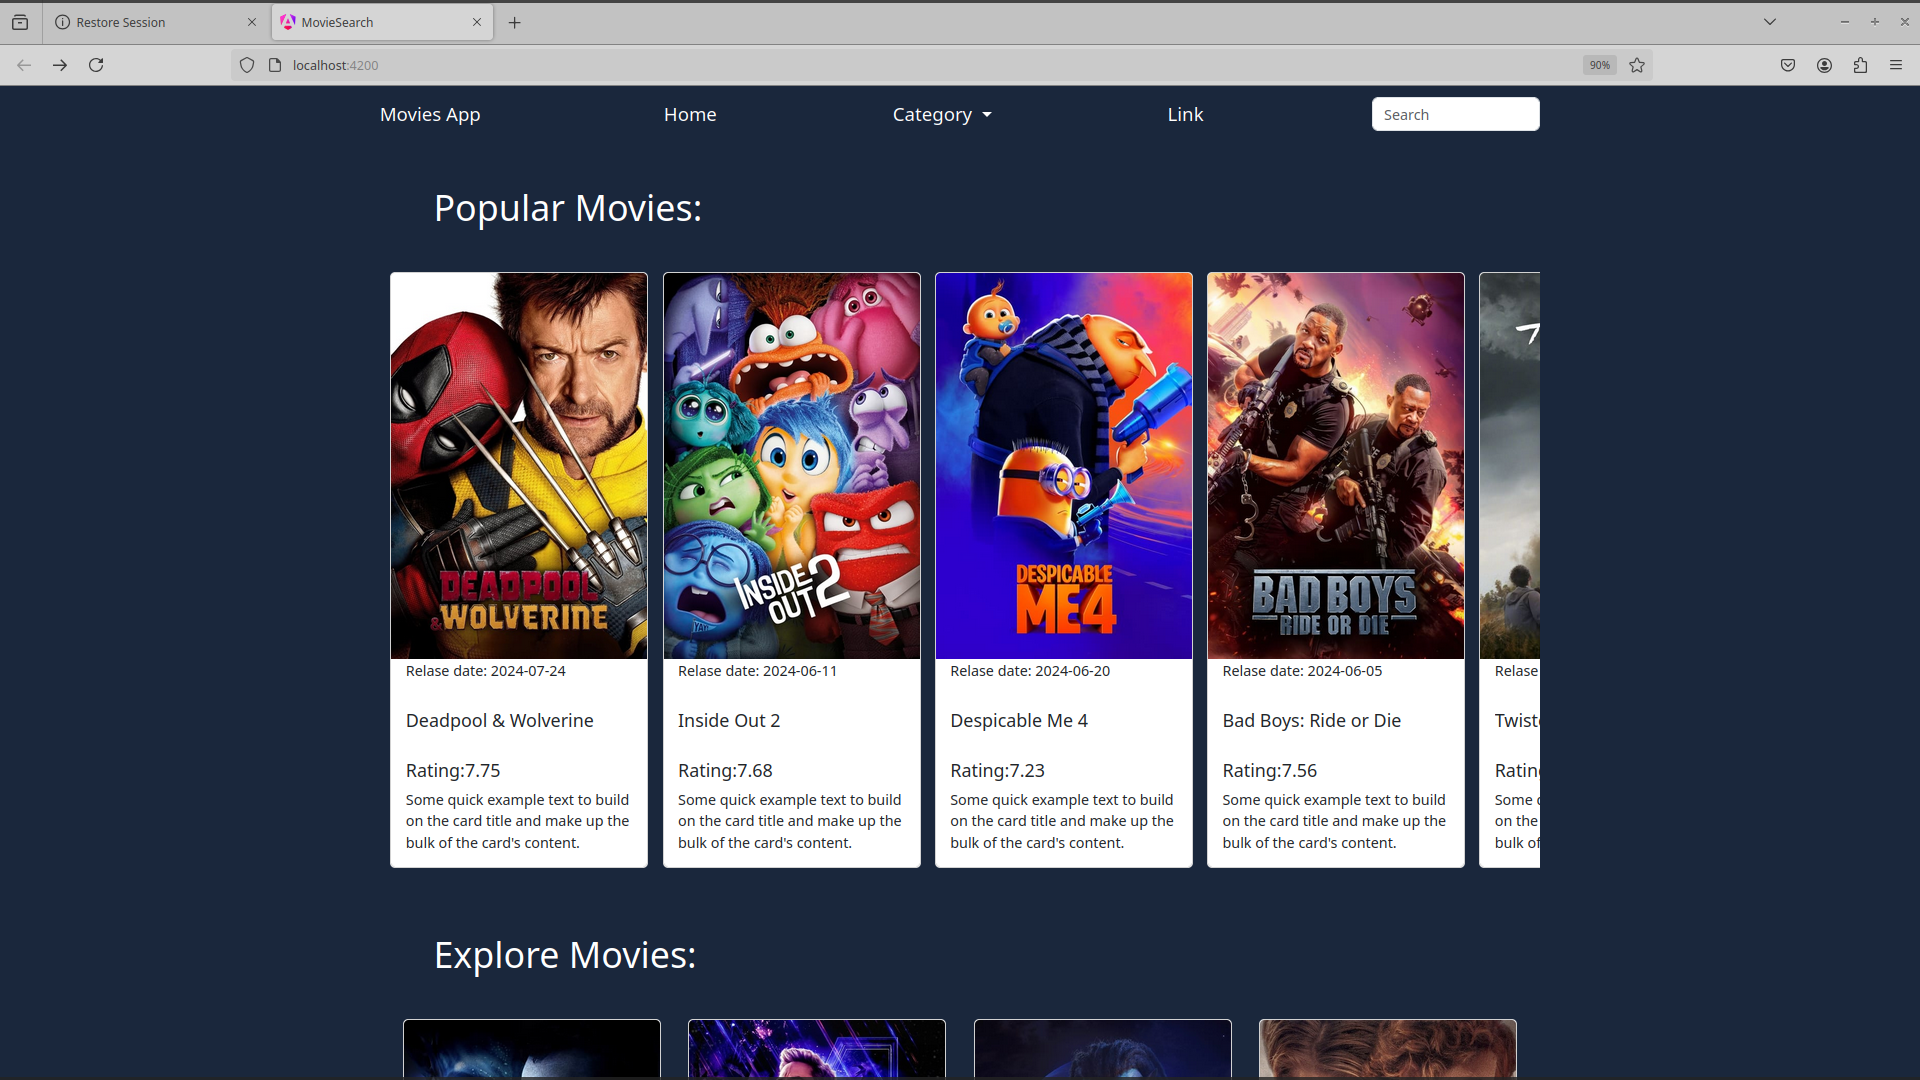 Restore Session
MovieSearch
localhost:4200
90%
Movies App
Home
Category
Link
Search
Popular Movies:
DEADPOOL
& WOLVERINE
INSIDE
OUT 2
DESPICABLE
ME 4
BAD BOYS
RIDE OR DIE
Relase date: 2024-07-24
Deadpool & Wolverine
Rating:7.75
Some quick example text to build
on the card title and make up the
bulk of the card's content.
Relase date: 2024-06-11
Inside Out 2
Rating:7.68
Some quick example text to build
on the card title and make up the
bulk of the card's content.
Relase date: 2024-06-20
Despicable Me 4
Rating:7.23
Some quick example text to build
on the card title and make up the
bulk of the card's content.
Relase date: 2024-06-05
Bad Boys: Ride or Die
Rating:7.56
Some quick example text to build
on the card title and make up the
bulk of the card's content.
Relase
Twist
Ratin
Some
on the
bulk of
Explore Movies: